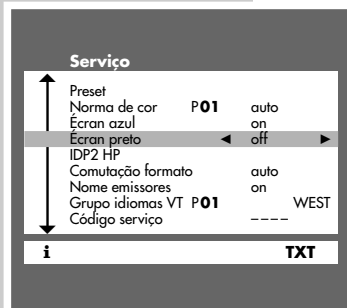 Serviço
Preset
Norma de cor P01 auto
Écran azul on
Écran preto ◄ off ►
IDP2 HP
Comutação formato auto
Nome emissores on
Grupo idiomas VT P01 WEST
Código serviço – – – –
i TXT